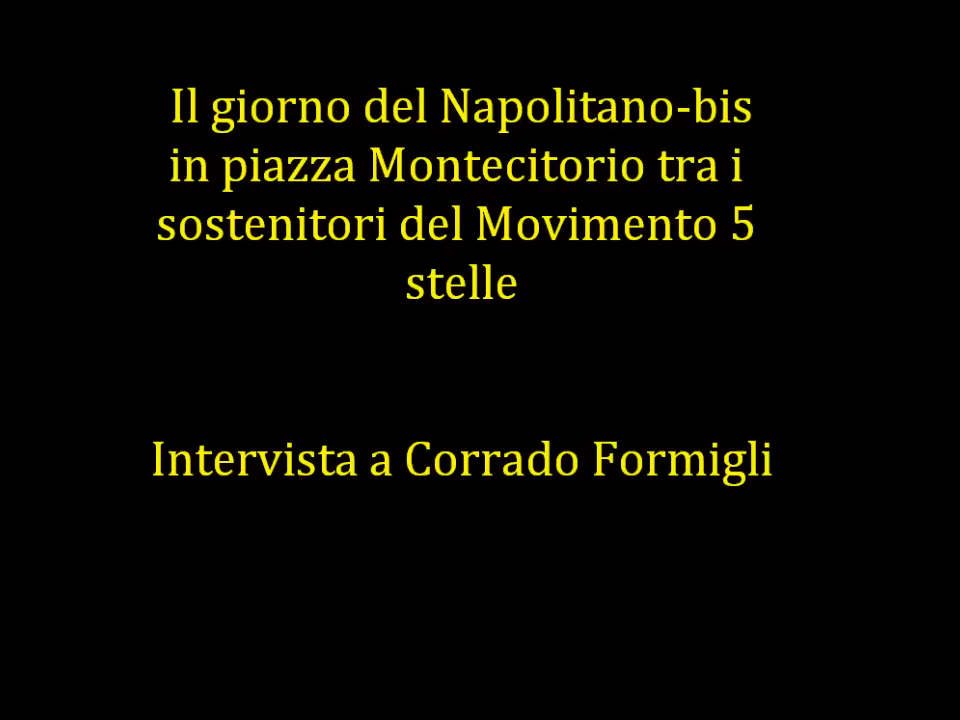 Il giorno del Napolitano-bis
in piazza Montecitorio tra i
sostenitori del Movimento 5
stelle
Intervista a Corrado Formigli